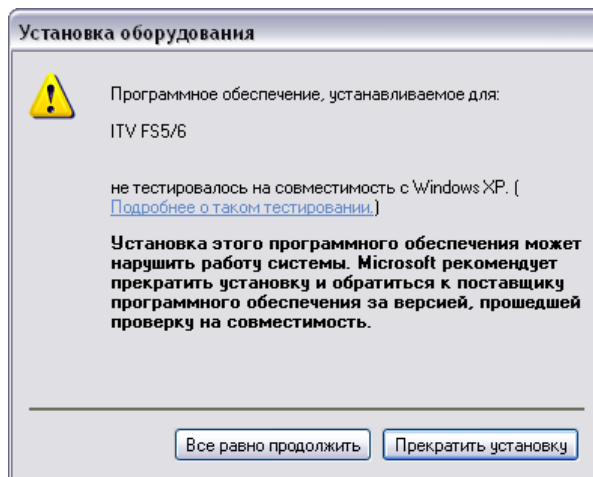 Установка оборудования
Программное обеспечение, устанавливаемое для:
ITV FS5/6
не тестировалось на совместимость с Windows XP. (
Подробнее о таком тестировании.)
Установка этого программного обеспечения может
нарушить работу системы. Microsoft рекомендует
прекратить установку и обратиться к поставщику
программного обеспечения за версией, прошедшей
проверку на совместимость.
Все равно продолжить
Прекратить установку